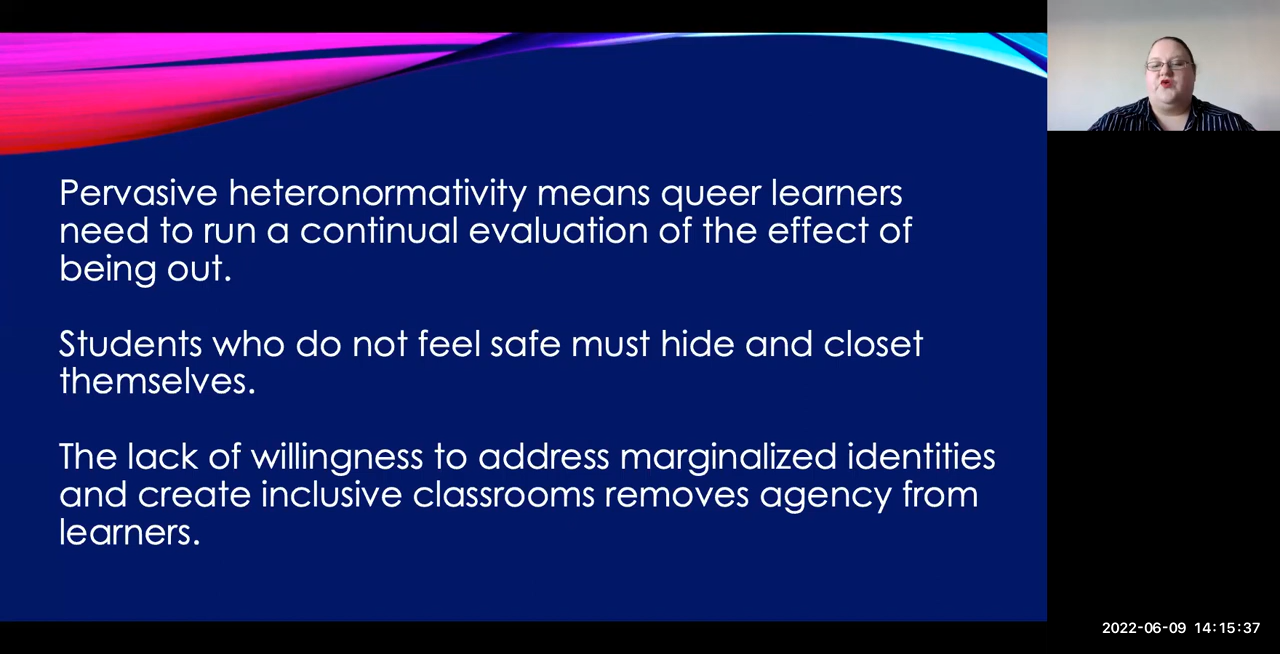 Pervasive heteronormativity means queer learners
need to run a continual evaluation of the effect of
being out.
Students who do not feel safe must hide and closet
themselves.
The lack of willingness to address marginalized identities
and create inclusive classrooms removes agency from
learners.
2022-06-09 14:15:37